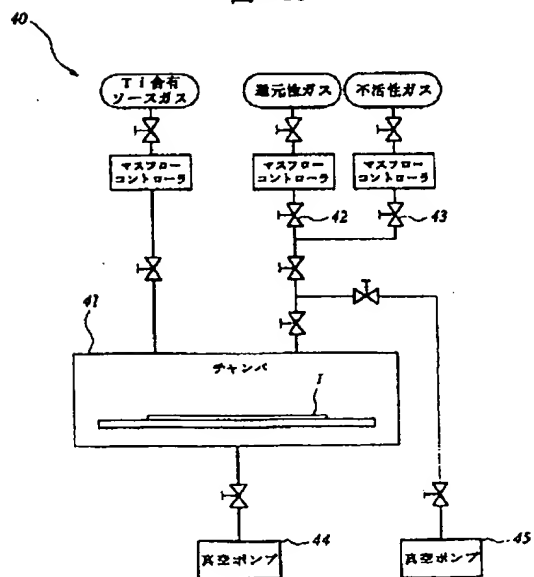 40
Ｔｉ含有
ソースガス
還元性ガス
不活性ガス
マスフロー
コントローラ
マスフロー
コントローラ
マスフロー
コントローラ
42
43
41
チャンバ
1
44
真空ポンプ
45
真空ポンプ